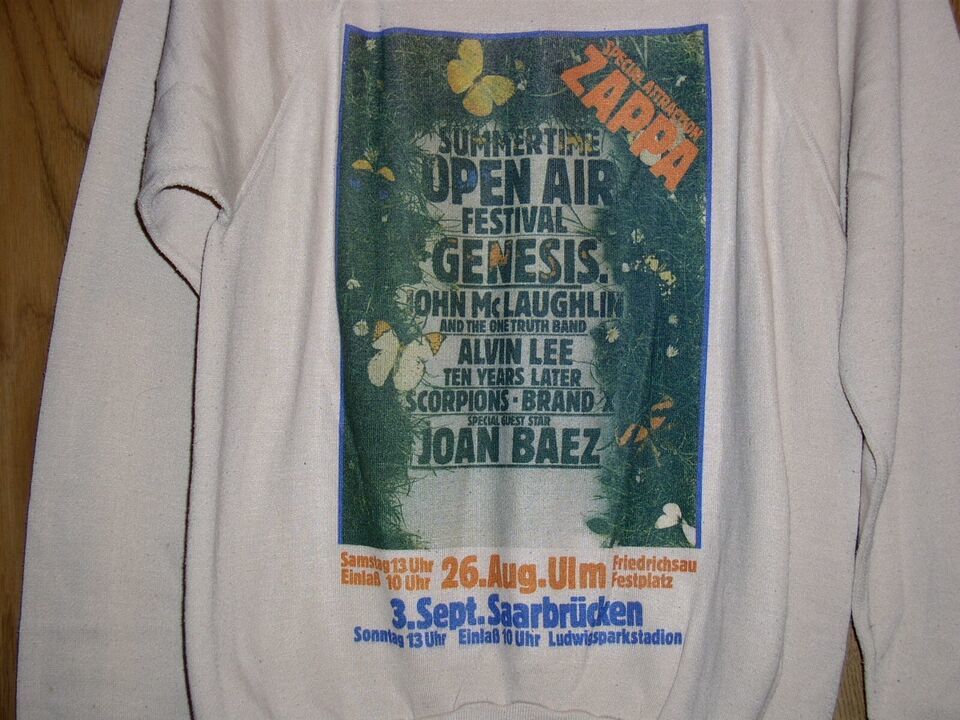 SPECIAL ATTRACTION
ZAPPA
SUMMERTIME
OPEN AIR
FESTIVAL
GENESIS.
JOHN McLAUGHLIN
AND THE ONE TRUTH BAND
ALVIN LEE
TEN YEARS LATER
SCORPIONS · BRAND X
SPECIAL GUEST STAR
JOAN BAEZ
Samstag 13 Uhr
Einlaß 10 Uhr
26.Aug.Ulm
Friedrichsau
Festplatz
3.Sept.Saarbrücken
Sonntag 13 Uhr Einlaß 10 Uhr Ludwigsparkstadion